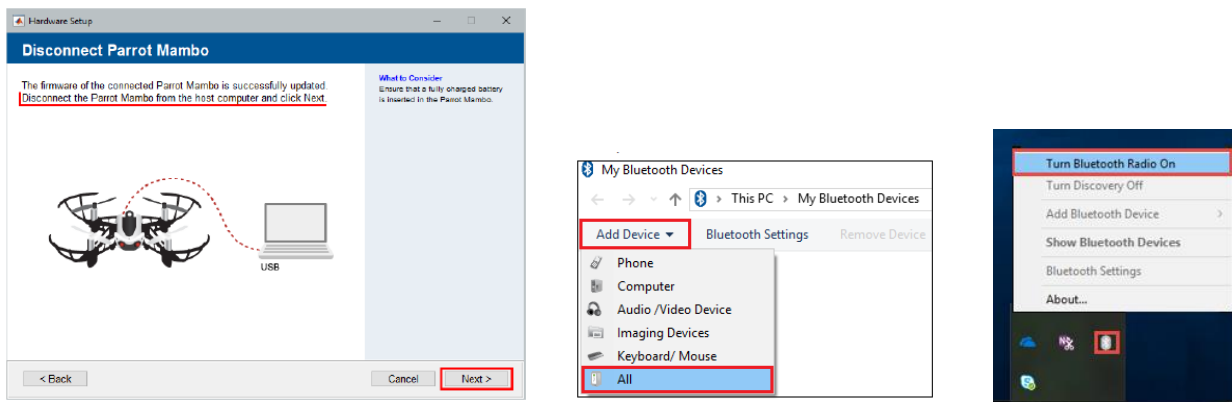 Hardware Setup
Disconnect Parrot Mambo
The firmware of the connected Parrot Mambo is successfully updated.
Disconnect the Parrot Mambo from the host computer and click Next.
What to Consider
Ensure that a fully charged battery
is inserted in the Parrot Mambo.
USB
< Back
Cancel
Next >
My Bluetooth Devices
This PC > My Bluetooth Devices
Add Device
Bluetooth Settings
Remove Device
Phone
Computer
Audio /Video Device
Imaging Devices
Keyboard/ Mouse
All
Turn Bluetooth Radio On
Turn Discovery Off
Add Bluetooth Device
Show Bluetooth Devices
Bluetooth Settings
About...